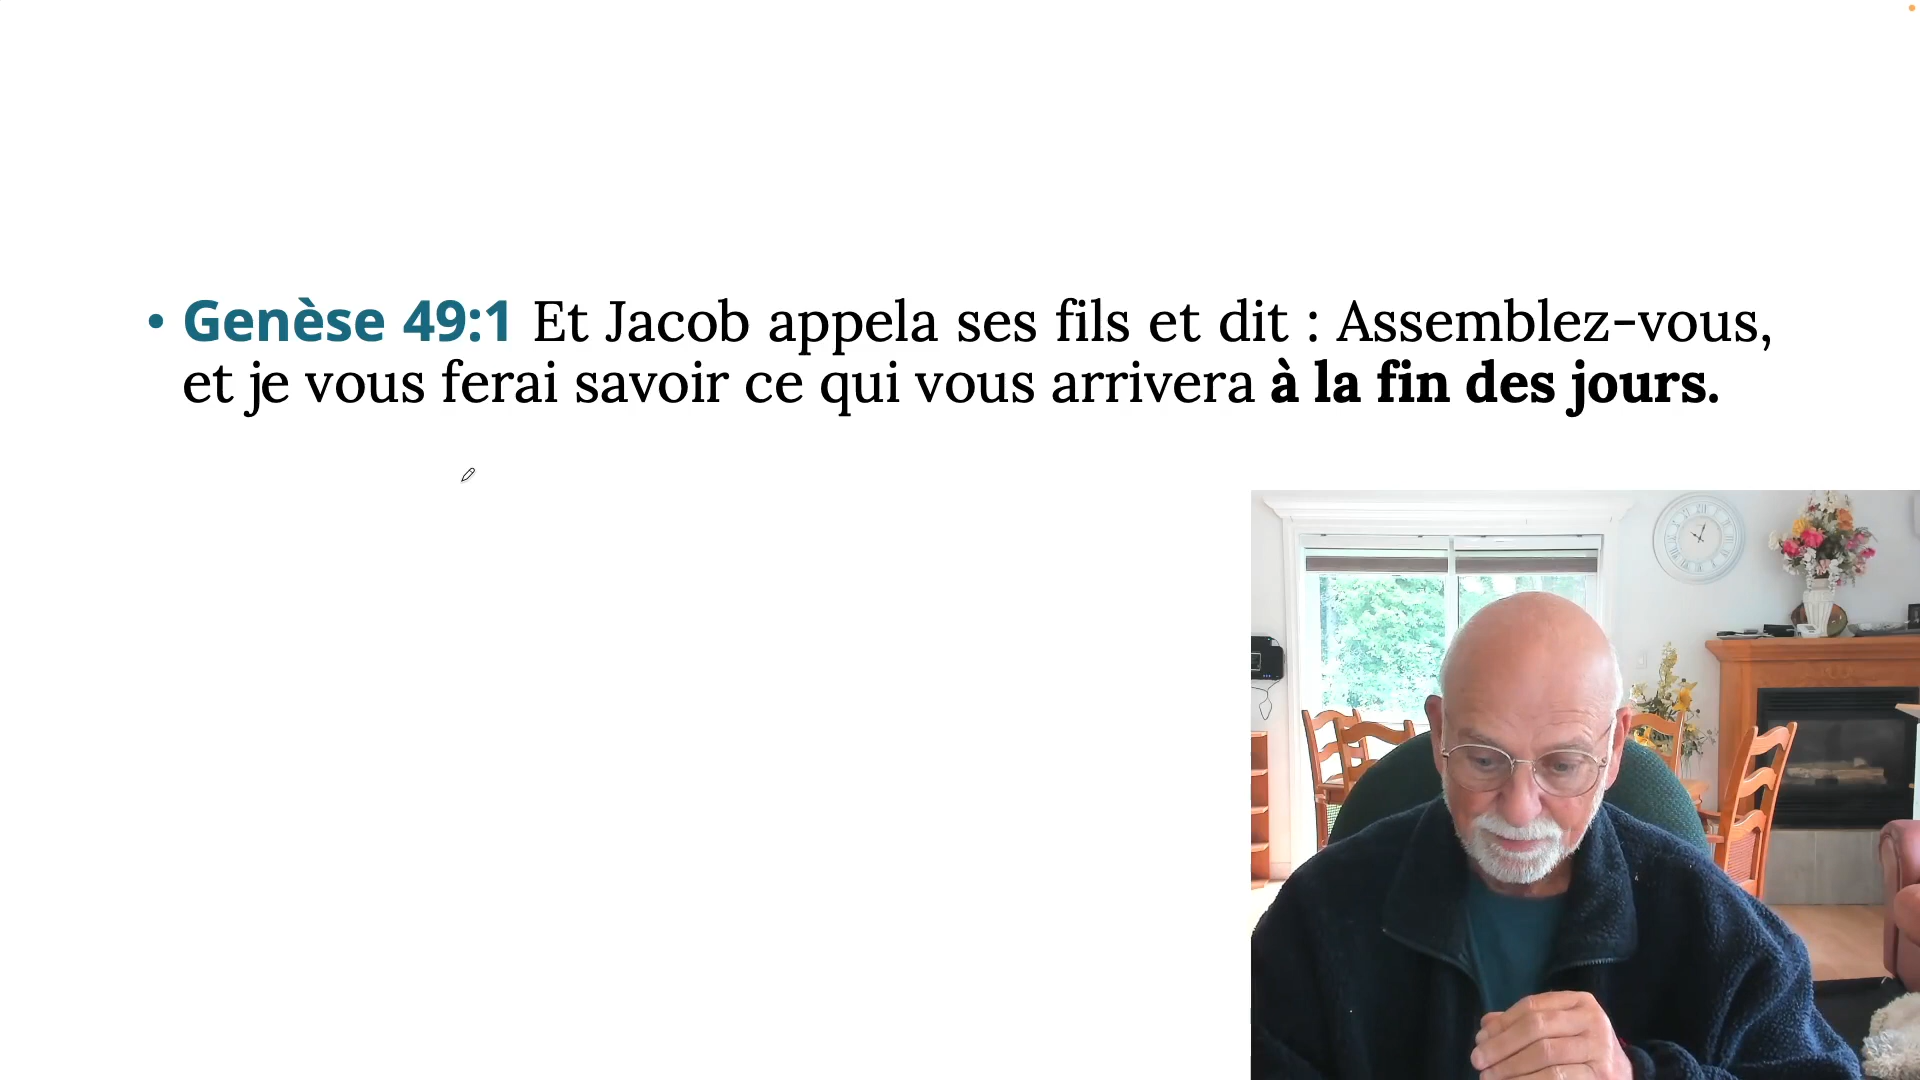 • Genèse 49:1 Et Jacob appela ses fils et dit : Assemblez-vous,
et je vous ferai savoir ce qui vous arrivera à la fin des jours.